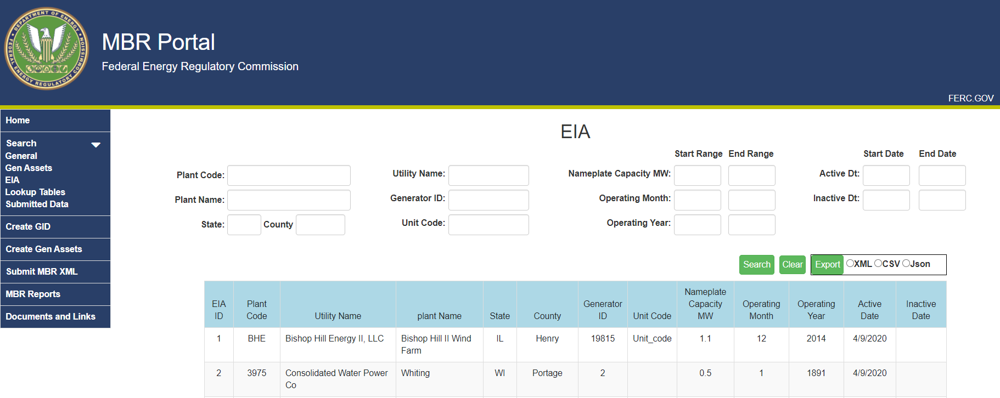 DEPARTMENT OF ENERGY
FEDERAL ENERGY REGULATORY COMMISSION
MBR Portal
Federal Energy Regulatory Commission
FERC.GOV
Home
Search
General
Gen Assets
EIA
Lookup Tables
Submitted Data
Create GID
Create Gen Assets
Submit MBR XML
MBR Reports
Documents and Links
EIA
Start Range End Range Start Date End Date
Plant Code: Utility Name: Nameplate Capacity MW: Active Dt:
Plant Name: Generator ID: Operating Month: Inactive Dt:
State: County Unit Code: Operating Year:
Search Clear Export XML CSV Json
EIA ID Plant Code Utility Name plant Name State County Generator ID Unit Code Nameplate Capacity MW Operating Month Operating Year Active Date Inactive Date
1 BHE Bishop Hill Energy II, LLC Bishop Hill II Wind Farm IL Henry 19815 Unit_code 1.1 12 2014 4/9/2020
2 3975 Consolidated Water Power Co Whiting WI Portage 2 0.5 1 1891 4/9/2020